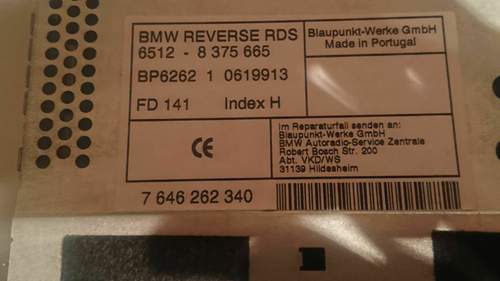 BMW REVERSE RDS
6512 - 8 375 665
BP6262 1 0619913
FD 141 Index H
Blaupunkt-Werke GmbH
Made in Portugal
CE
Im Reparaturfall senden an:
Blaupunkt-Werke GmbH
BMW Autoradio-Service Zentrale
Robert Bosch Str. 200
Abt. VKD/WS
31139 Hildesheim
7 646 262 340